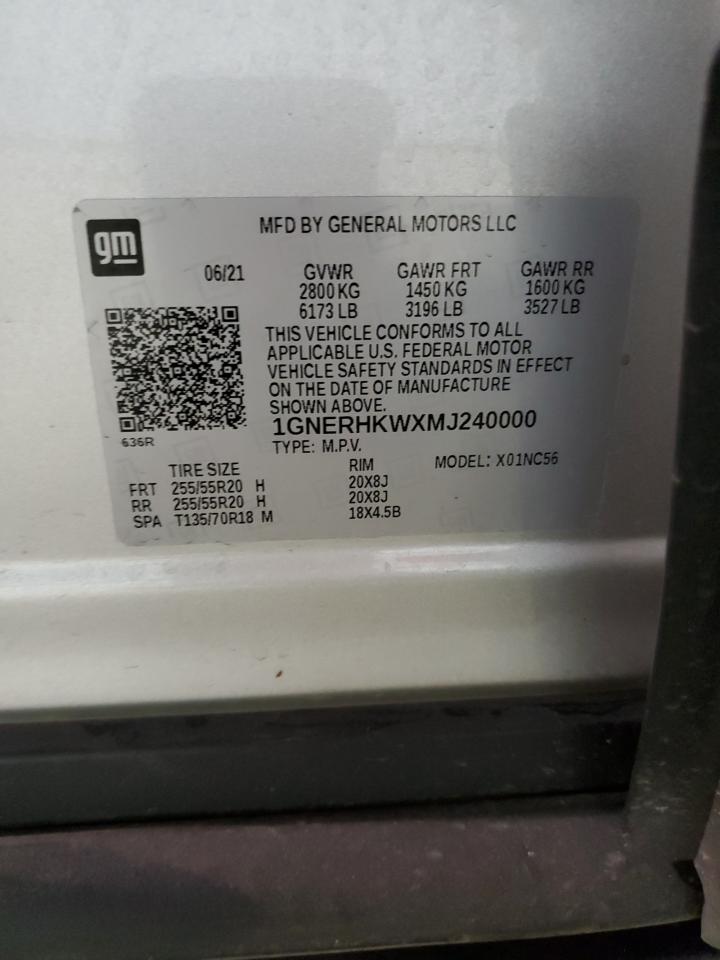 gm
MFD BY GENERAL MOTORS LLC
06/21 GVWR GAWR FRT GAWR RR
2800 KG 1450 KG 1600 KG
6173 LB 3196 LB 3527 LB
THIS VEHICLE CONFORMS TO ALL
APPLICABLE U.S. FEDERAL MOTOR
VEHICLE SAFETY STANDARDS IN EFFECT
ON THE DATE OF MANUFACTURE
SHOWN ABOVE.
1GNERHKWXMJ240000
636R
TYPE: M.P.V.
MODEL: X01NC56
TIRE SIZE RIM
FRT 255/55R20 H 20X8J
RR 255/55R20 H 20X8J
SPA T135/70R18 M 18X4.5B